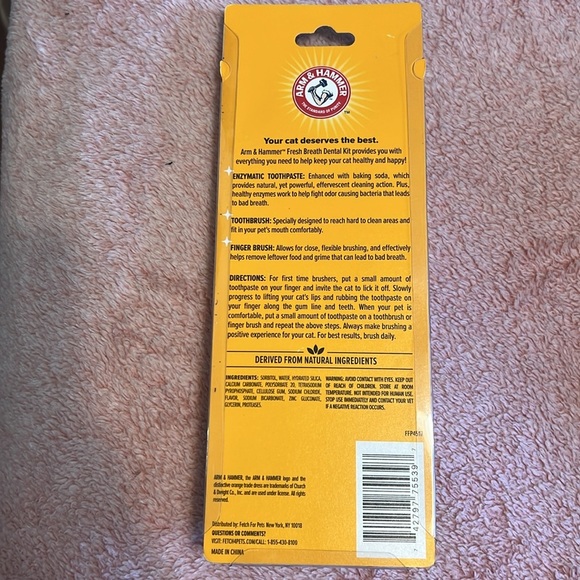 ARM & HAMMER
THE STANDARD OF PURITY
™
Your cat deserves the best.
Arm & Hammer™ Fresh Breath Dental Kit provides you with
everything you need to help keep your cat healthy and happy!
ENZYMATIC TOOTHPASTE: Enhanced with baking soda, which
provides natural, yet powerful, effervescent cleaning action. Plus,
healthy enzymes work to help fight odor causing bacteria that leads
to bad breath.
TOOTHBRUSH: Specially designed to reach hard to clean areas and
fit in your pet's mouth comfortably.
FINGER BRUSH: Allows for close, flexible brushing, and effectively
helps remove leftover food and grime that can lead to bad breath.
DIRECTIONS: For first time brushers, put a small amount of
toothpaste on your finger and invite the cat to lick it off. Slowly
progress to lifting your cat's lips and rubbing the toothpaste on
your finger along the gum line and teeth. When your pet is
comfortable, put a small amount of toothpaste on a toothbrush or
finger brush and repeat the above steps. Always make brushing a
positive experience for your cat. For best results, brush daily.
DERIVED FROM NATURAL INGREDIENTS
INGREDIENTS: SORBITOL, WATER, HYDRATED SILICA,
CALCIUM CARBONATE, POLYSORBATE 20, TETRASODIUM
PYROPHOSPHATE, CELLULOSE GUM, SODIUM CHLORIDE,
FLAVOR, SODIUM BICARBONATE, ZINC GLUCONATE,
GLYCERIN, PROTEASES.
WARNING: AVOID CONTACT WITH EYES. KEEP OUT
OF REACH OF CHILDREN. STORE AT ROOM
TEMPERATURE. NOT INTENDED FOR HUMAN USE.
STOP USE IMMEDIATELY AND CONTACT YOUR VET
IF A NEGATIVE REACTION OCCURS.
ARM & HAMMER, the ARM & HAMMER logo and the
distinctive orange trade dress are trademarks of Church
& Dwight Co., Inc. and are used under license. All rights
reserved.
Distributed by: Fetch For Pets New York, NY 10018
QUESTIONS OR COMMENTS?
VISIT: FETCH4PETS.COM/CALL: 1-855-430-8100
MADE IN CHINA
7 42797 75539 7